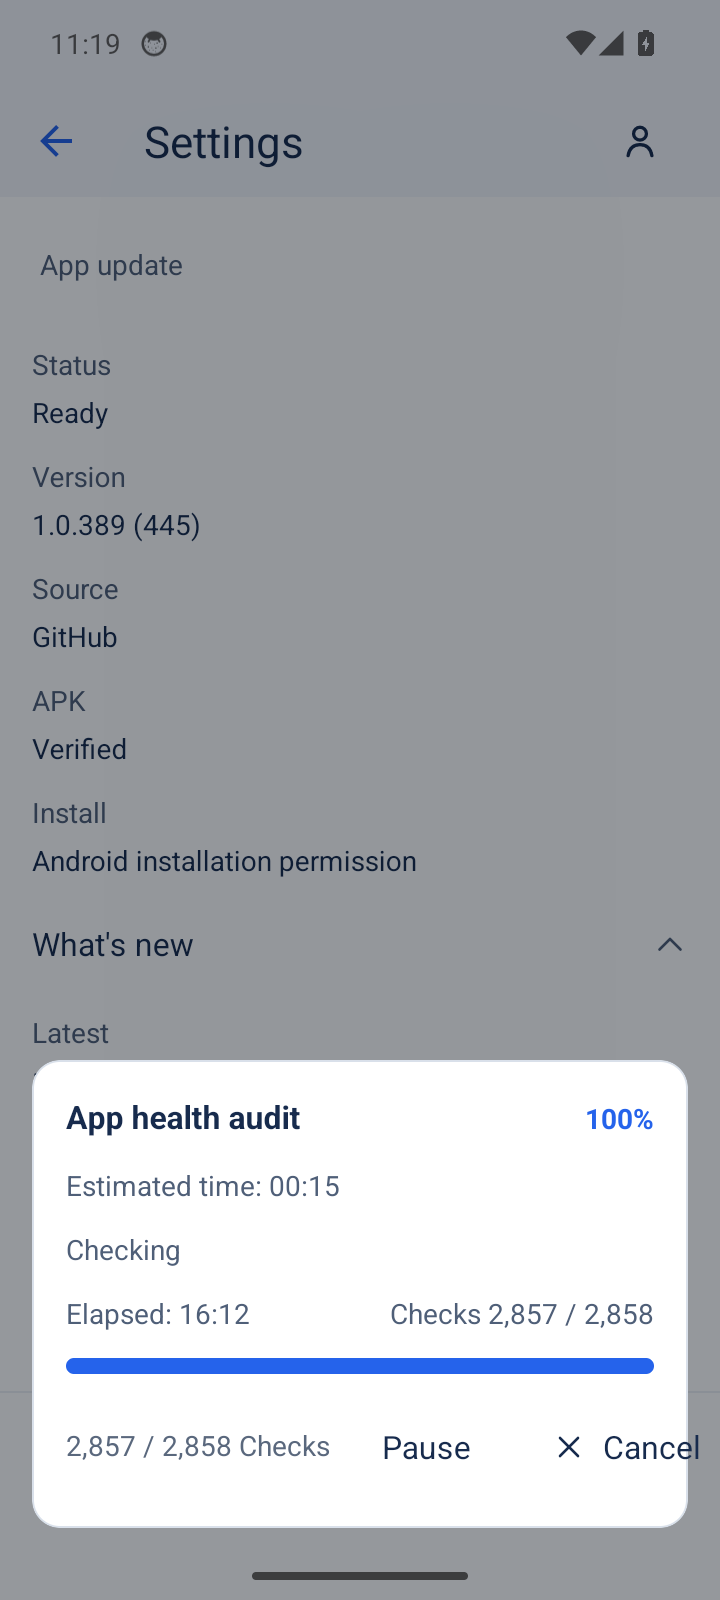 11:19
Settings
App update
Status
Ready
Version
1.0.389 (445)
Source
GitHub
APK
Verified
Install
Android installation permission
What's new
Latest
App health audit 100%
Estimated time: 00:15
Checking
Elapsed: 16:12 Checks 2,857 / 2,858
2,857 / 2,858 Checks Pause Cancel